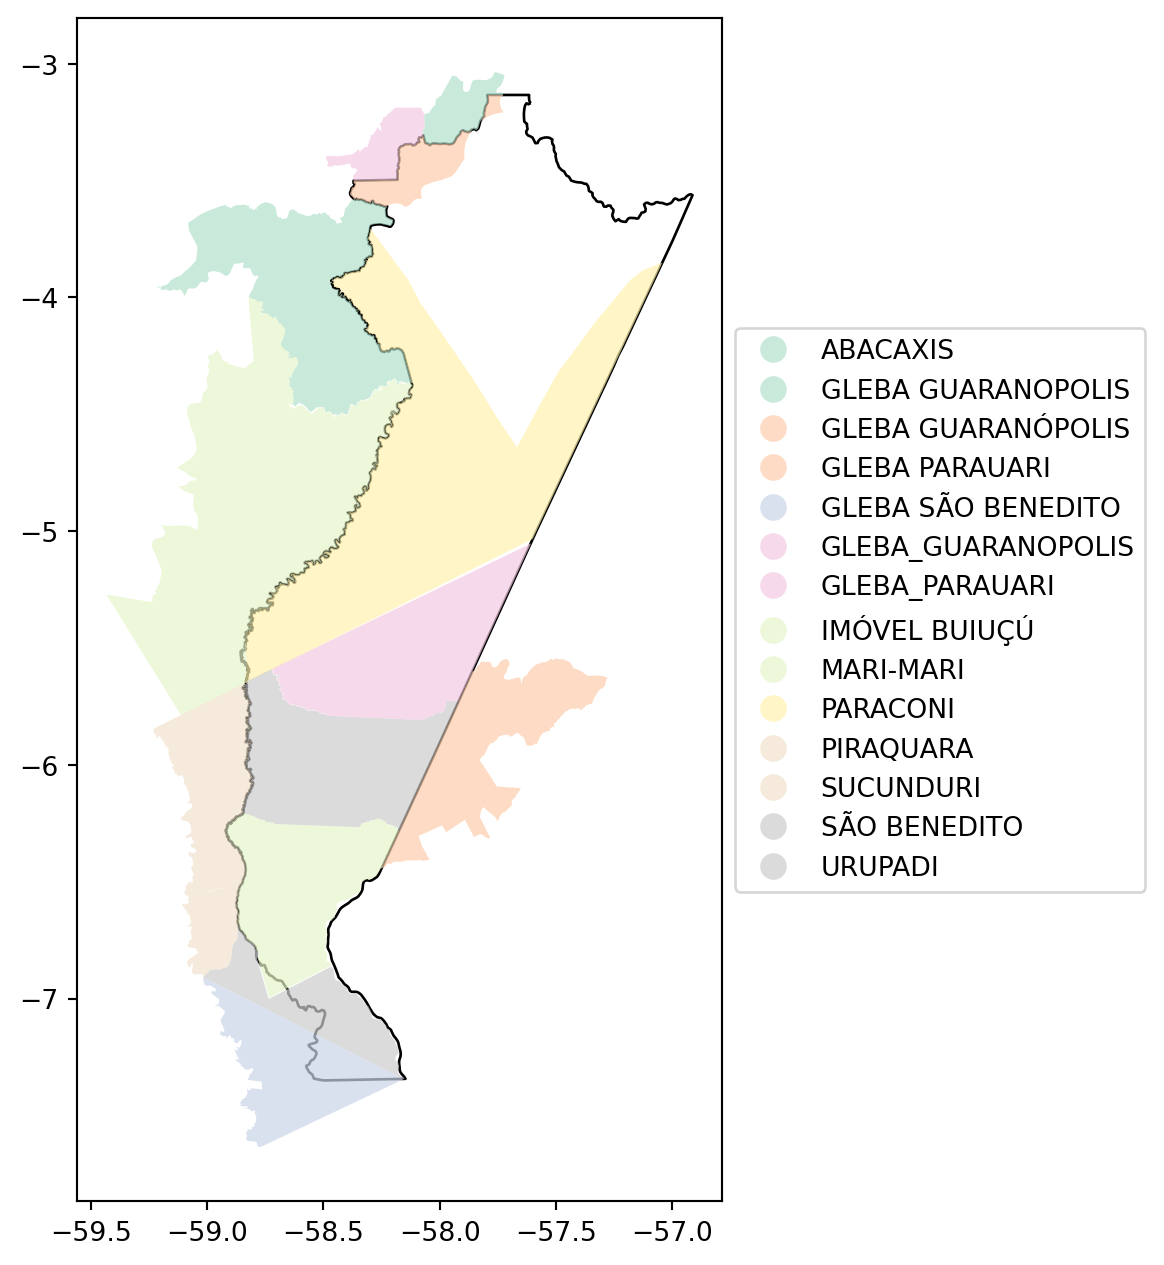 −3
−4
−5
−6
−7
−59.5
−59.0
−58.5
−58.0
−57.5
−57.0
ABACAXIS
GLEBA GUARANOPOLIS
GLEBA GUARANÓPOLIS
GLEBA PARAUARI
GLEBA SÃO BENEDITO
GLEBA_GUARANOPOLIS
GLEBA_PARAUARI
IMÓVEL BUIUÇÚ
MARI-MARI
PARACONI
PIRAQUARA
SUCUNDURI
SÃO BENEDITO
URUPADI